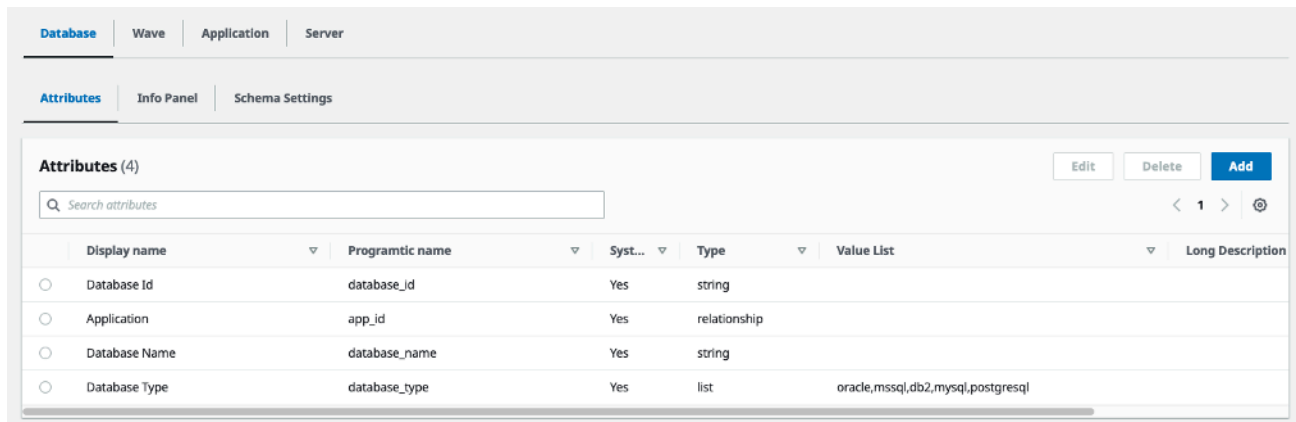 Database Wave Application Server
Attributes Info Panel Schema Settings
Attributes (4) Edit Delete Add
Search attributes 1
Display name Programtic name Syst... Type Value List Long Description
Database Id database_id Yes string
Application app_id Yes relationship
Database Name database_name Yes string
Database Type database_type Yes list oracle,mssql,db2,mysql,postgresql